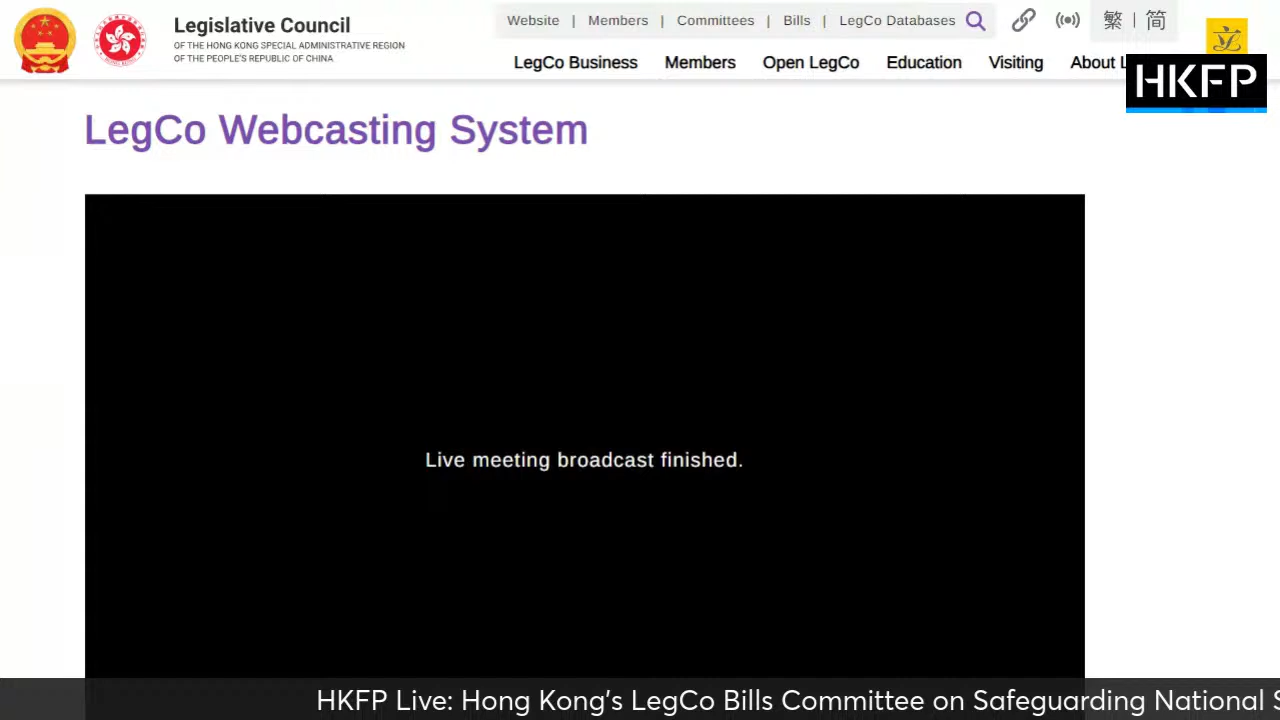 Legislative Council
OF THE HONG KONG SPECIAL ADMINISTRATIVE REGION
OF THE PEOPLE'S REPUBLIC OF CHINA
Website | Members | Committees | Bills | LegCo Databases
繁 | 简
立
LegCo Business Members Open LegCo Education Visiting About
HKFP
LegCo Webcasting System
Live meeting broadcast finished.
HKFP Live: Hong Kong's LegCo Bills Committee on Safeguarding National